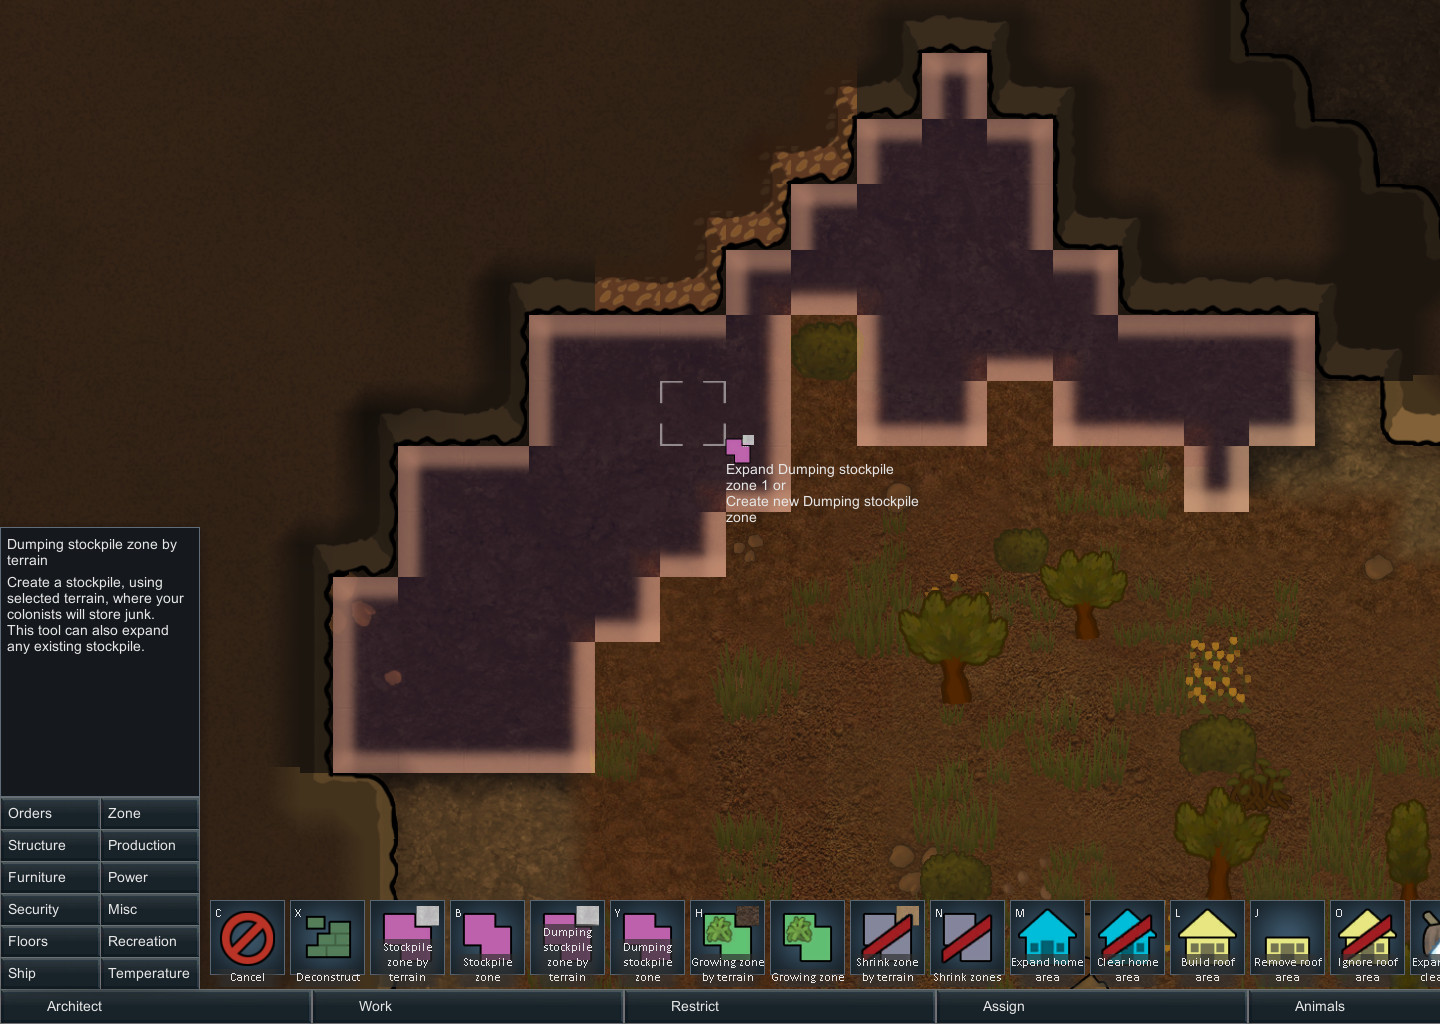 Expand Dumping stockpile
zone 1 or
Create new Dumping stockpile
zone
Dumping stockpile zone by
terrain
Create a stockpile, using
selected terrain, where your
colonists will store junk.
This tool can also expand
any existing stockpile.
Orders Zone
Structure Production
Furniture Power
Security Misc
Floors Recreation
Ship Temperature
C
Cancel
X
Deconstruct
Stockpile
zone by
terrain
B
Stockpile
zone
Dumping
stockpile
zone by
terrain
Y
Dumping
stockpile
zone
H
Growing zone
by terrain
Growing zone
Shrink zone
by terrain
N
Shrink zones
M
Expand home
area
Clear home
area
L
Build roof
area
J
Remove roof
area
O
Ignore roof
area
Architect Work Restrict Assign Animals